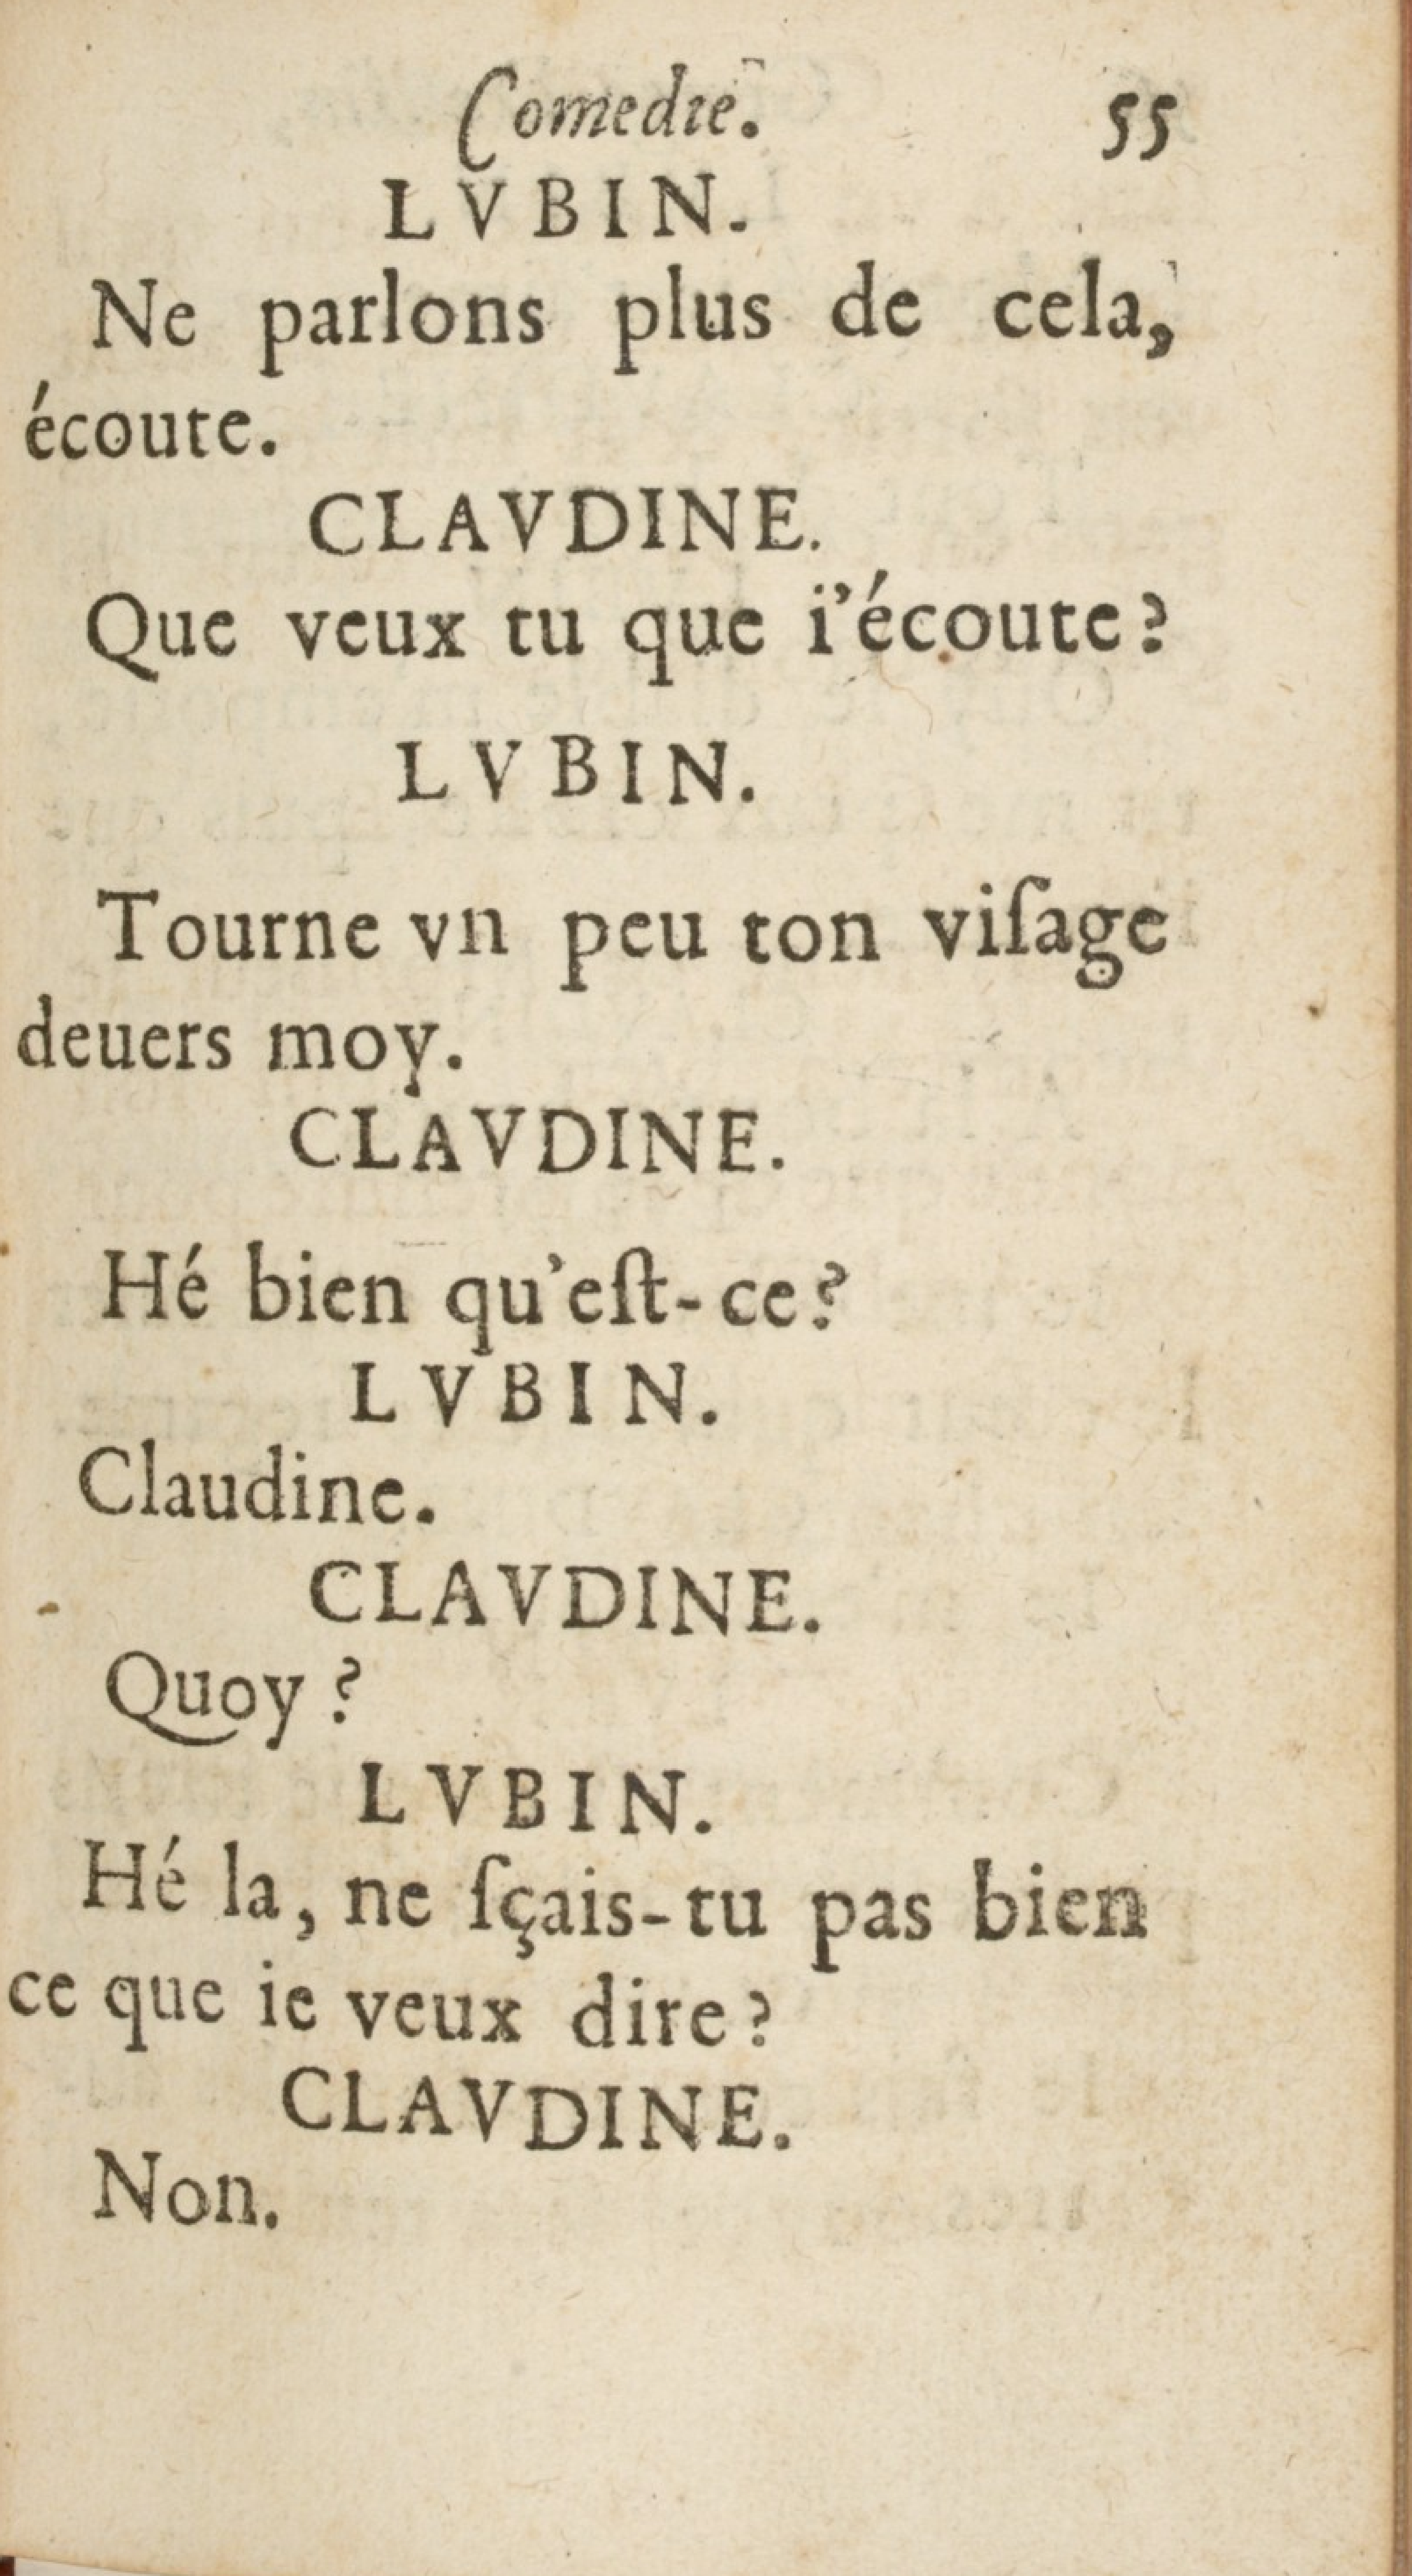 Comedie. 55
LVBIN.
Ne parlons plus de cela,
écoute.
CLAVDINE.
Que veux tu que i'écoute?
LVBIN.
Tourne vn peu ton viſage
deuers moy.
CLAVDINE.
Hé bien qu'eſt-ce?
LVBIN.
Claudine.
CLAVDINE.
Quoy?
LVBIN.
Hé la, ne ſçais-tu pas bien
ce que ie veux dire?
CLAVDINE.
Non.